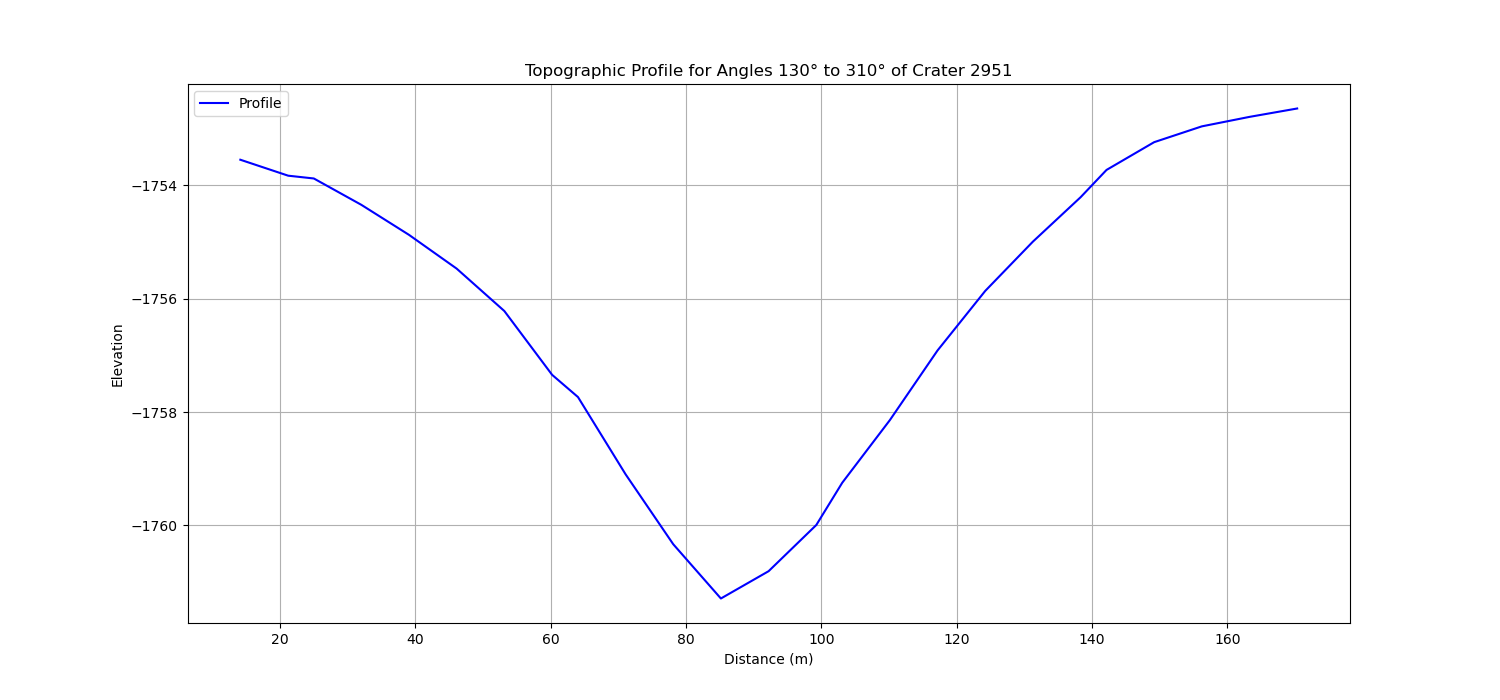 Topographic Profile for Angles 130° to 310° of Crater 2951
Profile
−1754
−1756
−1758
−1760
Elevation
20 40 60 80 100 120 140 160
Distance (m)